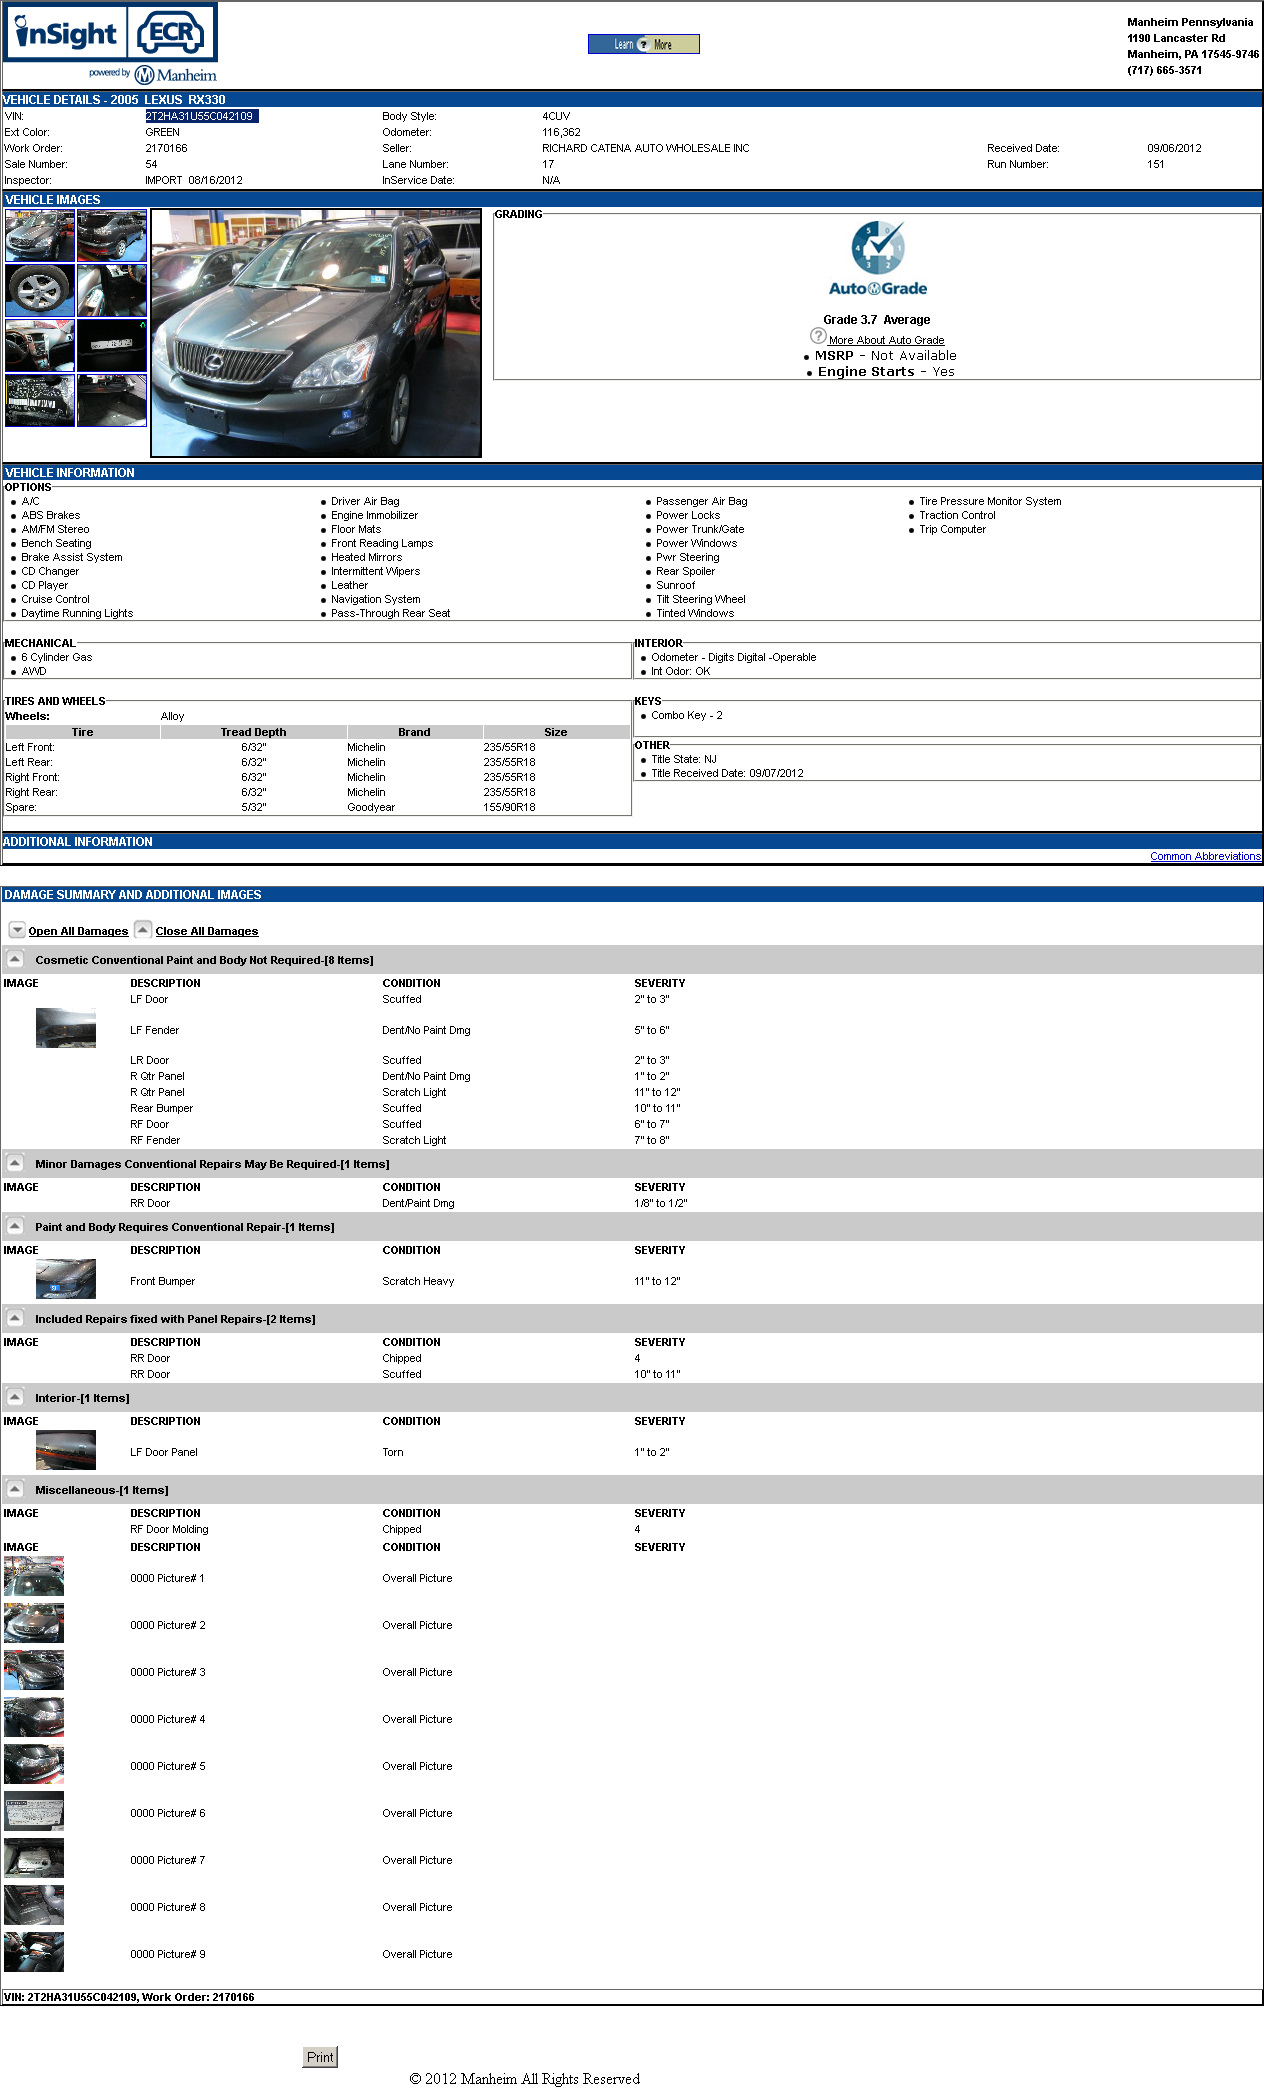 inSight ECR
powered by Manheim
Learn ? More
Manheim Pennsylvania
1190 Lancaster Rd
Manheim, PA 17545-9746
(717) 665-3571
VEHICLE DETAILS - 2005 LEXUS RX330
VIN: 2T2HA31U55C042109 Body Style: 4CUV
Ext Color: GREEN Odometer: 116,362
Work Order: 2170166 Seller: RICHARD CATENA AUTO WHOLESALE INC Received Date: 09/06/2012
Sale Number: 54 Lane Number: 17 Run Number: 151
Inspector: IMPORT 08/16/2012 InService Date: N/A
VEHICLE IMAGES
GRADING
5 0 1 4 3 2
AutoGrade
Grade 3.7 Average
? More About Auto Grade
MSRP - Not Available
Engine Starts - Yes
VEHICLE INFORMATION
OPTIONS
A/C Driver Air Bag Passenger Air Bag Tire Pressure Monitor System
ABS Brakes Engine Immobilizer Power Locks Traction Control
AM/FM Stereo Floor Mats Power Trunk/Gate Trip Computer
Bench Seating Front Reading Lamps Power Windows
Brake Assist System Heated Mirrors Pwr Steering
CD Changer Intermittent Wipers Rear Spoiler
CD Player Leather Sunroof
Cruise Control Navigation System Tilt Steering Wheel
Daytime Running Lights Pass-Through Rear Seat Tinted Windows
MECHANICAL
6 Cylinder Gas
AWD
INTERIOR
Odometer - Digits Digital -Operable
Int Odor: OK
TIRES AND WHEELS
Wheels: Alloy
Tire Tread Depth Brand Size
Left Front: 6/32" Michelin 235/55R18
Left Rear: 6/32" Michelin 235/55R18
Right Front: 6/32" Michelin 235/55R18
Right Rear: 6/32" Michelin 235/55R18
Spare: 5/32" Goodyear 155/90R18
KEYS
Combo Key - 2
OTHER
Title State: NJ
Title Received Date: 09/07/2012
ADDITIONAL INFORMATION
Common Abbreviations
DAMAGE SUMMARY AND ADDITIONAL IMAGES
Open All Damages Close All Damages
Cosmetic Conventional Paint and Body Not Required-[8 Items]
IMAGE DESCRIPTION CONDITION SEVERITY
LF Door Scuffed 2" to 3"
LF Fender Dent/No Paint Dmg 5" to 6"
LR Door Scuffed 2" to 3"
R Qtr Panel Dent/No Paint Dmg 1" to 2"
R Qtr Panel Scratch Light 11" to 12"
Rear Bumper Scuffed 10" to 11"
RF Door Scuffed 6" to 7"
RF Fender Scratch Light 7" to 8"
Minor Damages Conventional Repairs May Be Required-[1 Items]
IMAGE DESCRIPTION CONDITION SEVERITY
RR Door Dent/Paint Dmg 1/8" to 1/2"
Paint and Body Requires Conventional Repair-[1 Items]
IMAGE DESCRIPTION CONDITION SEVERITY
Front Bumper Scratch Heavy 11" to 12"
Included Repairs fixed with Panel Repairs-[2 Items]
IMAGE DESCRIPTION CONDITION SEVERITY
RR Door Chipped 4
RR Door Scuffed 10" to 11"
Interior-[1 Items]
IMAGE DESCRIPTION CONDITION SEVERITY
LF Door Panel Torn 1" to 2"
Miscellaneous-[1 Items]
IMAGE DESCRIPTION CONDITION SEVERITY
RF Door Molding Chipped 4
IMAGE DESCRIPTION CONDITION SEVERITY
0000 Picture# 1 Overall Picture
0000 Picture# 2 Overall Picture
0000 Picture# 3 Overall Picture
0000 Picture# 4 Overall Picture
0000 Picture# 5 Overall Picture
0000 Picture# 6 Overall Picture
0000 Picture# 7 Overall Picture
0000 Picture# 8 Overall Picture
0000 Picture# 9 Overall Picture
VIN: 2T2HA31U55C042109, Work Order: 2170166
Print
© 2012 Manheim All Rights Reserved